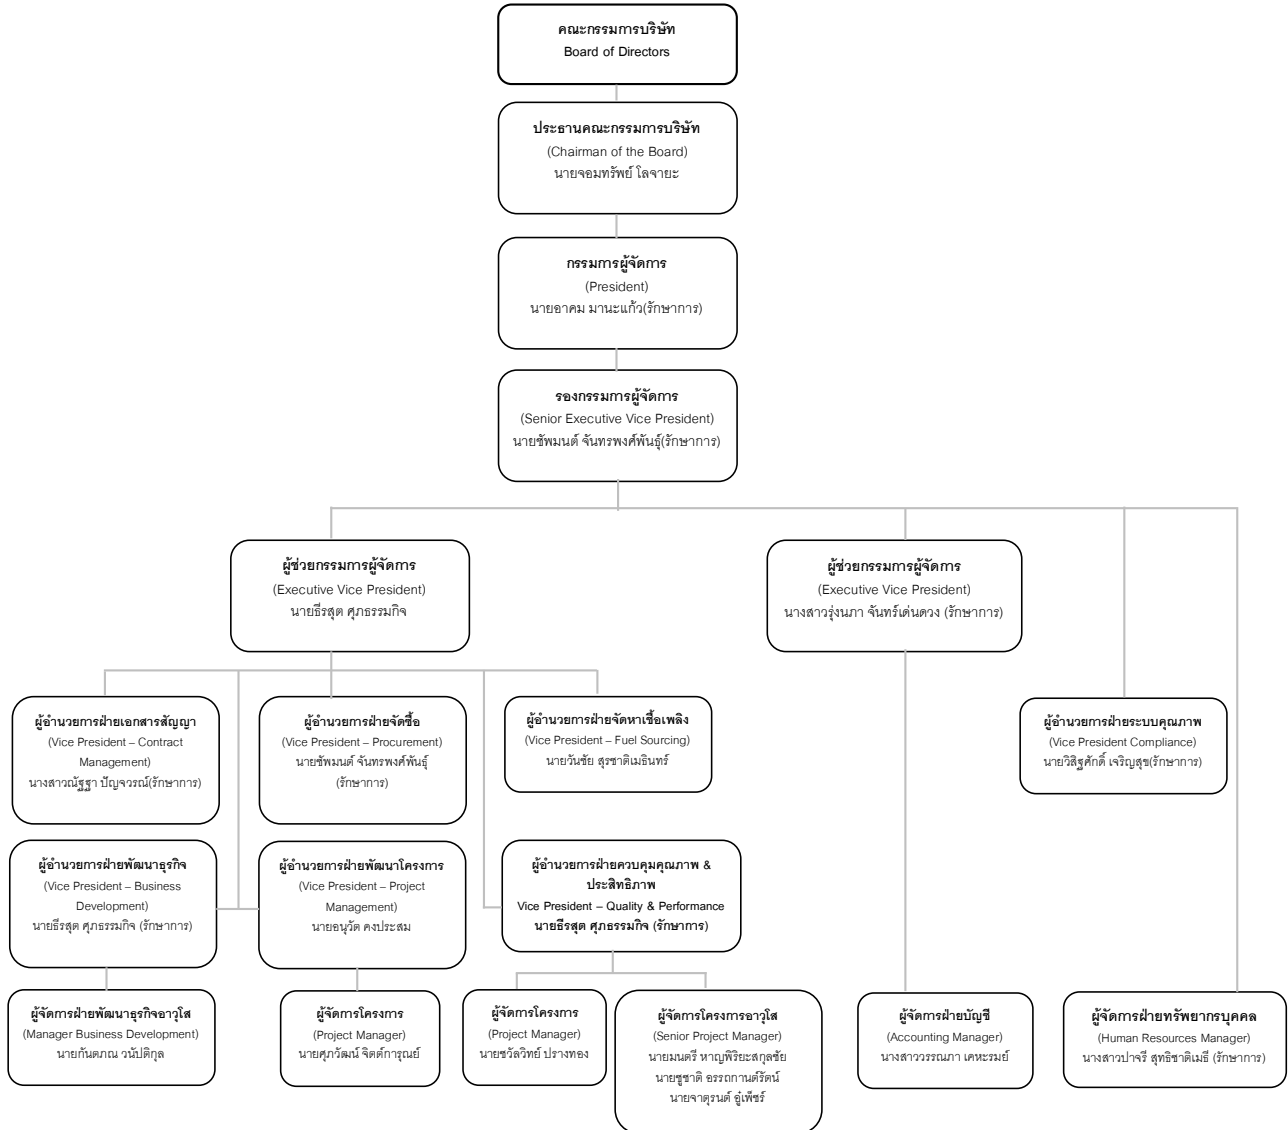 คณะกรรมการบริษัท
Board of Directors
ประธานคณะกรรมการบริษัท
(Chairman of the Board)
นายจอมทรัพย์ โลจายะ
กรรมการผู้จัดการ
(President)
นายอาคม มานะแก้ว(รักษาการ)
รองกรรมการผู้จัดการ
(Senior Executive Vice President)
นายชัพมนต์ จันทรพงศ์พันธุ์(รักษาการ)
ผู้ช่วยกรรมการผู้จัดการ
(Executive Vice President)
นายธีรสุต ศุภธรรมกิจ
ผู้ช่วยกรรมการผู้จัดการ
(Executive Vice President)
นางสาวรุ่งนภา จันทร์เด่นดวง (รักษาการ)
ผู้อำนวยการฝ่ายเอกสารสัญญา
(Vice President – Contract
Management)
นางสาวณัฐฐา ปัญจวรณ์(รักษาการ)
ผู้อำนวยการฝ่ายจัดซื้อ
(Vice President – Procurement)
นายชัพมนต์ จันทรพงศ์พันธุ์
(รักษาการ)
ผู้อำนวยการฝ่ายจัดหาเชื้อเพลิง
(Vice President – Fuel Sourcing)
นายวันชัย สุรชาติเมธินทร์
ผู้อำนวยการฝ่ายระบบคุณภาพ
(Vice President Compliance)
นายวิสิฐศักดิ์ เจริญสุข(รักษาการ)
ผู้อำนวยการฝ่ายพัฒนาธุรกิจ
(Vice President – Business
Development)
นายธีรสุต ศุภธรรมกิจ (รักษาการ)
ผู้อำนวยการฝ่ายพัฒนาโครงการ
(Vice President – Project
Management)
นายอนุวัต คงประสม
ผู้อำนวยการฝ่ายควบคุมคุณภาพ &
ประสิทธิภาพ
Vice President – Quality & Performance
นายธีรสุต ศุภธรรมกิจ (รักษาการ)
ผู้จัดการฝ่ายพัฒนาธุรกิจอาวุโส
(Manager Business Development)
นายกันตภณ วนัปติกุล
ผู้จัดการโครงการ
(Project Manager)
นายศุภวัฒน์ จิตต์การุณย์
ผู้จัดการโครงการ
(Project Manager)
นายชวัลวิทย์ ปรางทอง
ผู้จัดการโครงการอาวุโส
(Senior Project Manager)
นายมนตรี หาญพิริยะสกุลชัย
นายชูชาติ อรรถกานต์รัตน์
นายจาตุรนต์ อู๋เพ็ชร์
ผู้จัดการฝ่ายบัญชี
(Accounting Manager)
นางสาววรรณภา เคหะรมย์
ผู้จัดการฝ่ายทรัพยากรบุคคล
(Human Resources Manager)
นางสาวปาจรี สุทธิชาติเมธี (รักษาการ)